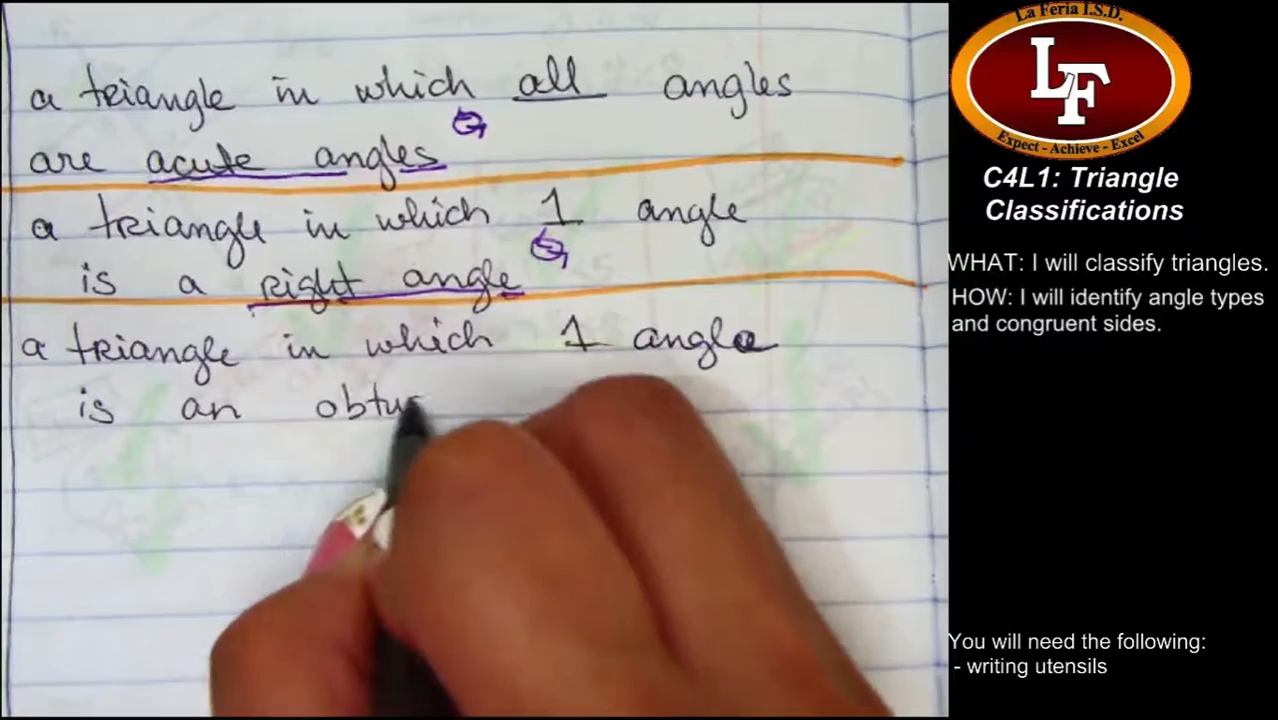 a triangle in which all angles
are acute angles
a triangle in which 1 angle
is a right angle
a triangle in which 1 angle
is an obtus
La Feria I.S.D.
LF
Expect - Achieve - Excel
C4L1: Triangle
Classifications
WHAT: I will classify triangles.
HOW: I will identify angle types
and congruent sides.
You will need the following:
- writing utensils